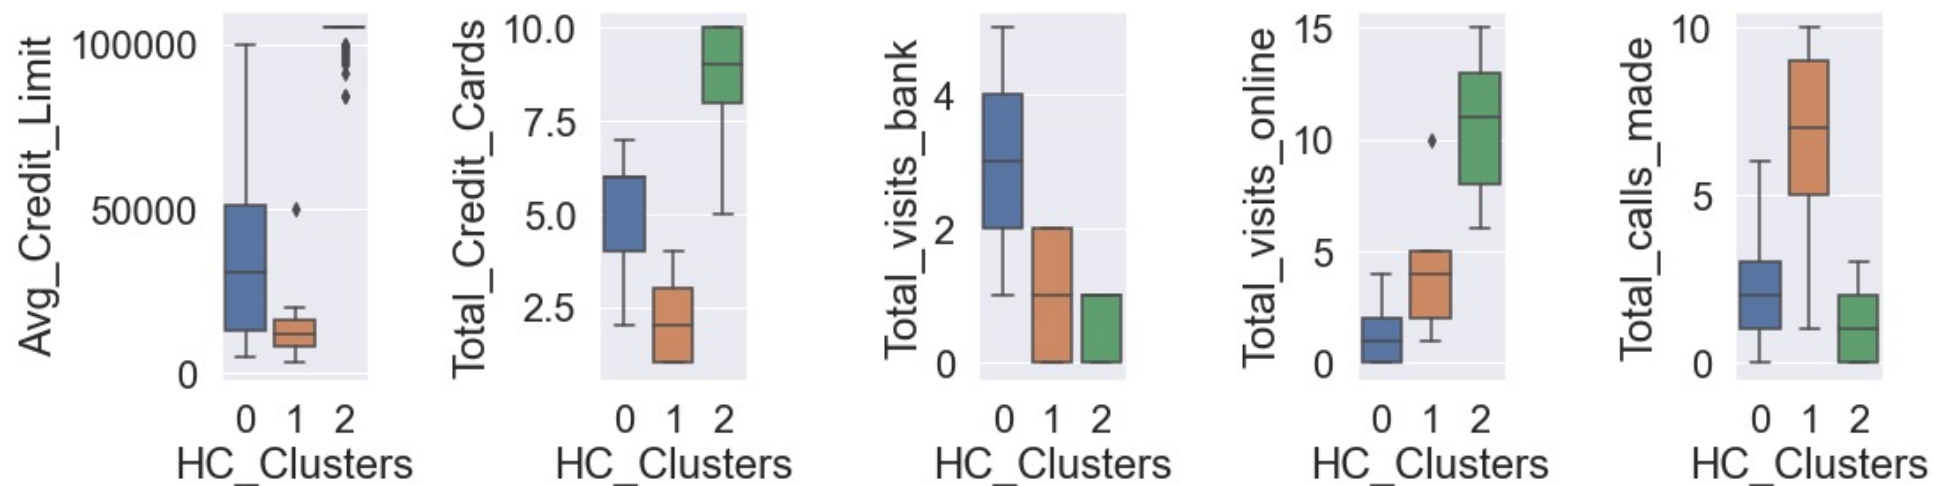 Avg_Credit_Limit
100000
50000
0
0 1 2
HC_Clusters
Total_Credit_Cards
10.0
7.5
5.0
2.5
0 1 2
HC_Clusters
Total_visits_bank
4
2
0
0 1 2
HC_Clusters
Total_visits_online
15
10
5
0
0 1 2
HC_Clusters
Total_calls_made
10
5
0
0 1 2
HC_Clusters